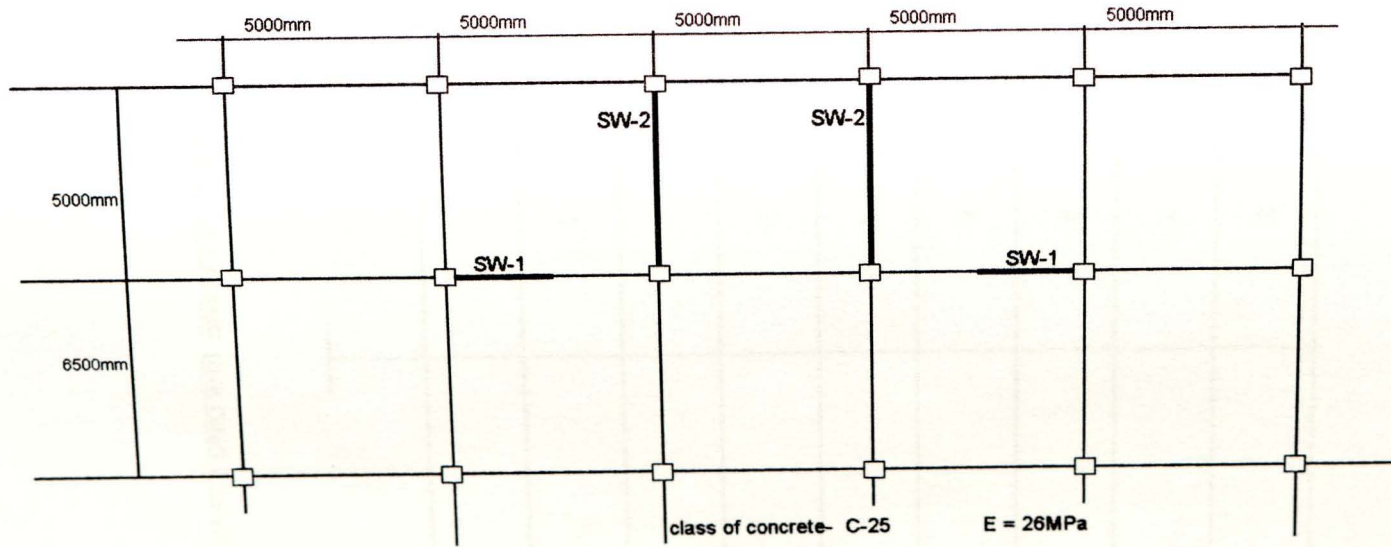 5000mm 5000mm 5000mm 5000mm 5000mm
SW-2 SW-2
5000mm
SW-1 SW-1
6500mm
class of concrete- C-25 E = 26MPa